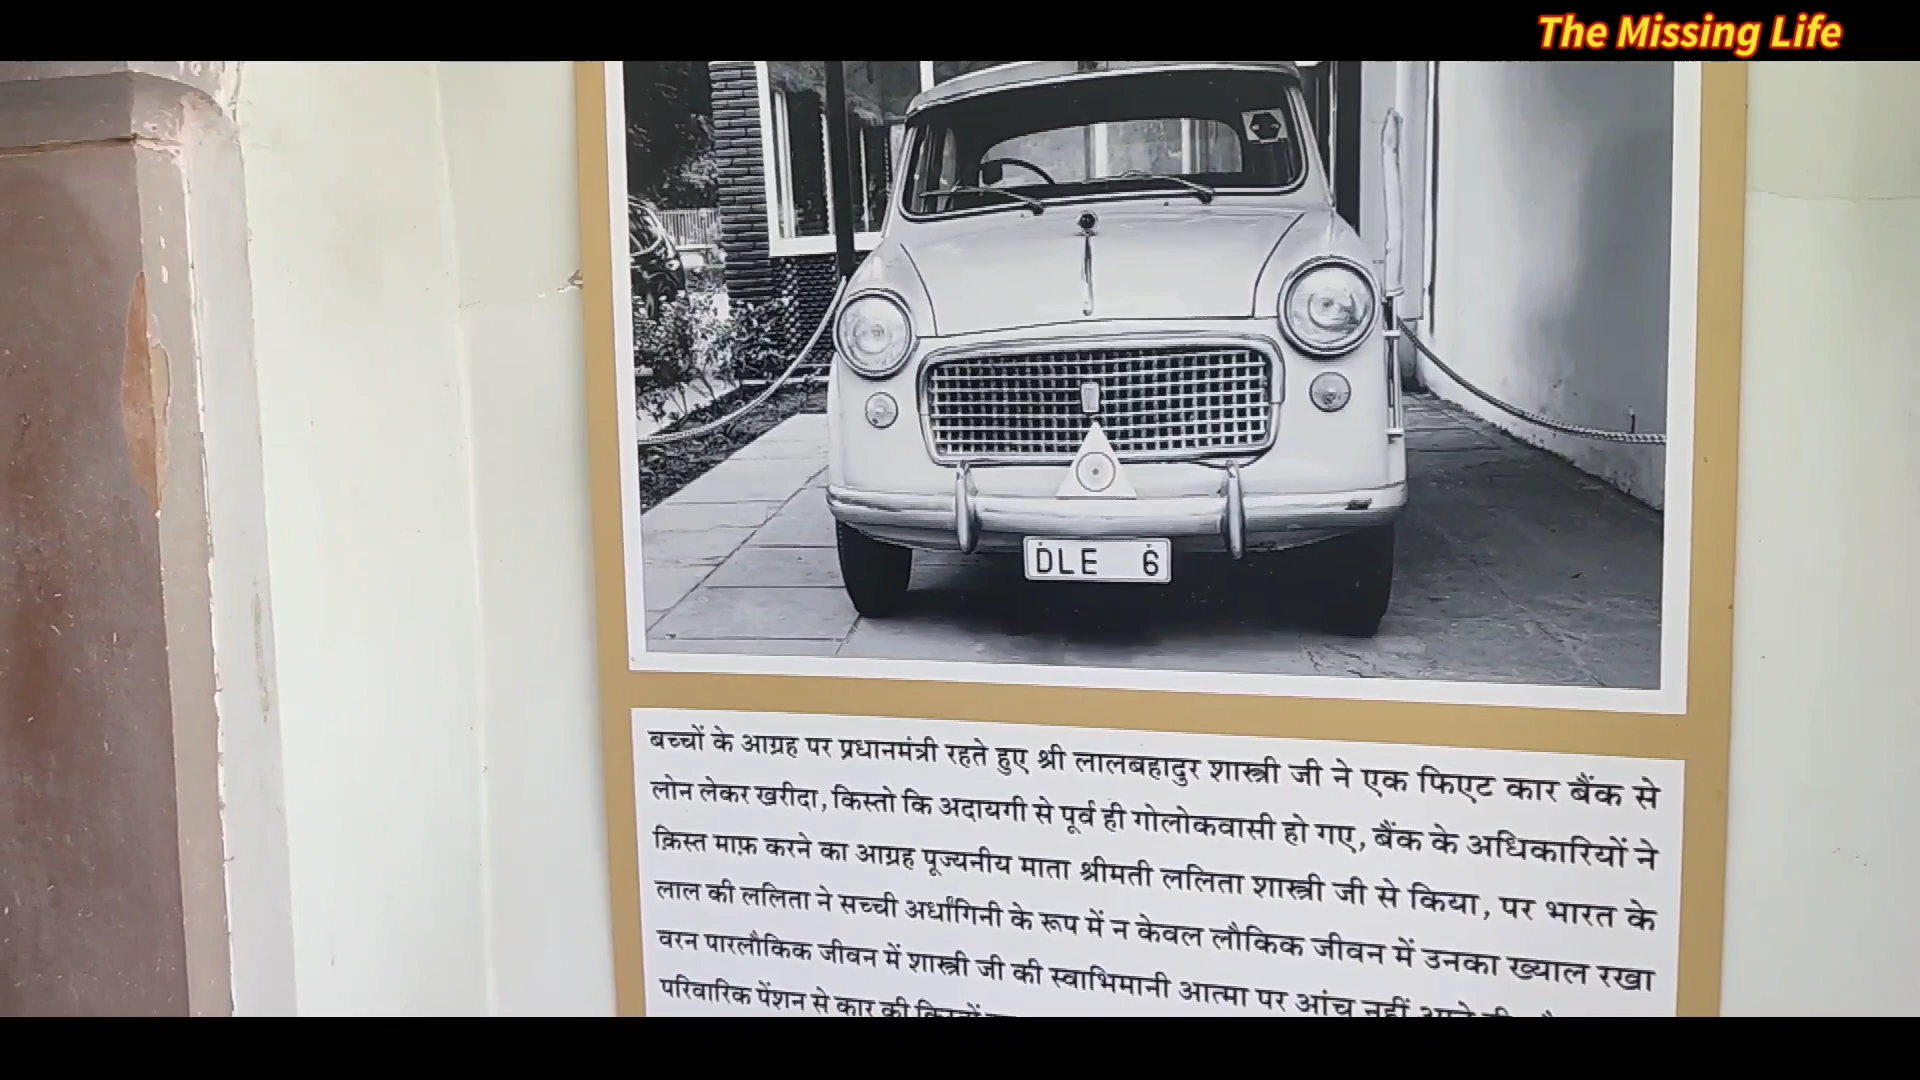 The Missing Life
DLE 6
बच्चों के आग्रह पर प्रधानमंत्री रहते हुए श्री लालबहादुर शास्त्री जी ने एक फिएट कार बैंक से
लोन लेकर खरीदा, किस्तो कि अदायगी से पूर्व ही गोलोकवासी हो गए, बैंक के अधिकारियों ने
क़िस्त माफ़ करने का आग्रह पूज्यनीय माता श्रीमती ललिता शास्त्री जी से किया, पर भारत के
लाल की ललिता ने सच्ची अर्धांगिनी के रूप में न केवल लौकिक जीवन में उनका ख्याल रखा
वरन पारलौकिक जीवन में शास्त्री जी की स्वाभिमानी आत्मा पर आंच नहीं आने
परिवारिक पेंशन से कार की किस्तों